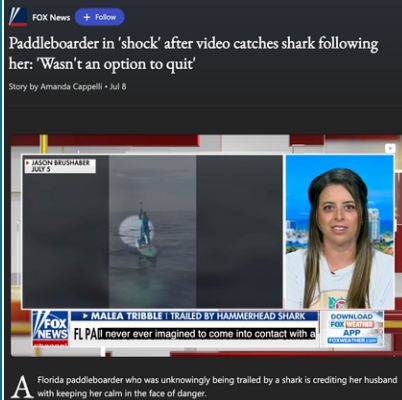 FOX News
+ Follow
Paddleboarder in 'shock' after video catches shark following
her: 'Wasn't an option to quit'
Story by Amanda Cappelli • Jul 8
JASON BRUSHABER
JULY 5
MALEA TRIBBLE | TRAILED BY HAMMERHEAD SHARK
FOX
NEWS
channel
FL PA
I never ever imagined to come into contact with a
DOWNLOAD
FOX WEATHER
APP
FOXWEATHER.COM
A Florida paddleboarder who was unknowingly being trailed by a shark is crediting her husband
with keeping her calm in the face of danger.